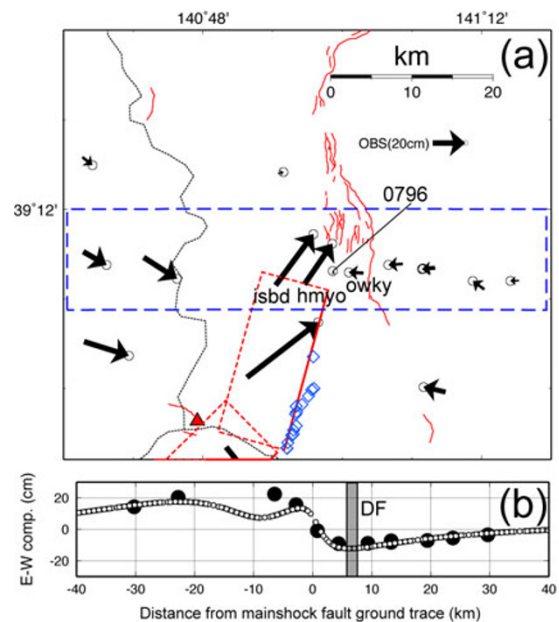 140˚48' 141˚12'
km (a)
0 10 20
OBS(20cm)
0796
39˚12'
isbd hmyo owky
(b)
20
0
-20
E-W comp. (cm)
DF
-40 -30 -20 -10 0 10 20 30 40
Distance from mainshock fault ground trace (km)